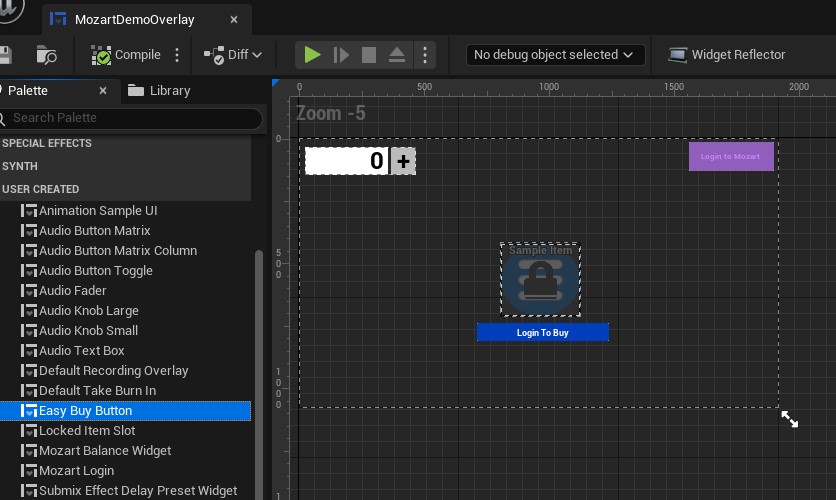 MozartDemoOverlay
Compile
Diff
No debug object selected
Widget Reflector
Palette
Library
Search Palette
SPECIAL EFFECTS
SYNTH
USER CREATED
Animation Sample UI
Audio Button Matrix
Audio Button Matrix Column
Audio Button Toggle
Audio Fader
Audio Knob Large
Audio Knob Small
Audio Text Box
Default Recording Overlay
Default Take Burn In
Easy Buy Button
Locked Item Slot
Mozart Balance Widget
Mozart Login
Submix Effect Delay Preset Widget
0 500 1000 1500 2000
Zoom -5
0
500
1000
1
0 +
Login to Mozart
Sample Item
Login To Buy